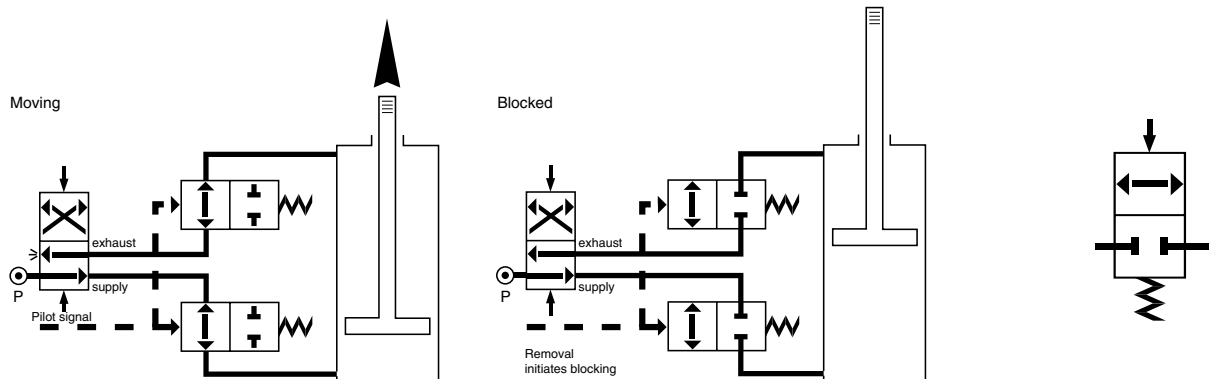 Moving
exhaust
P
supply
Pilot signal
Blocked
exhaust
P
supply
Removal
initiates blocking